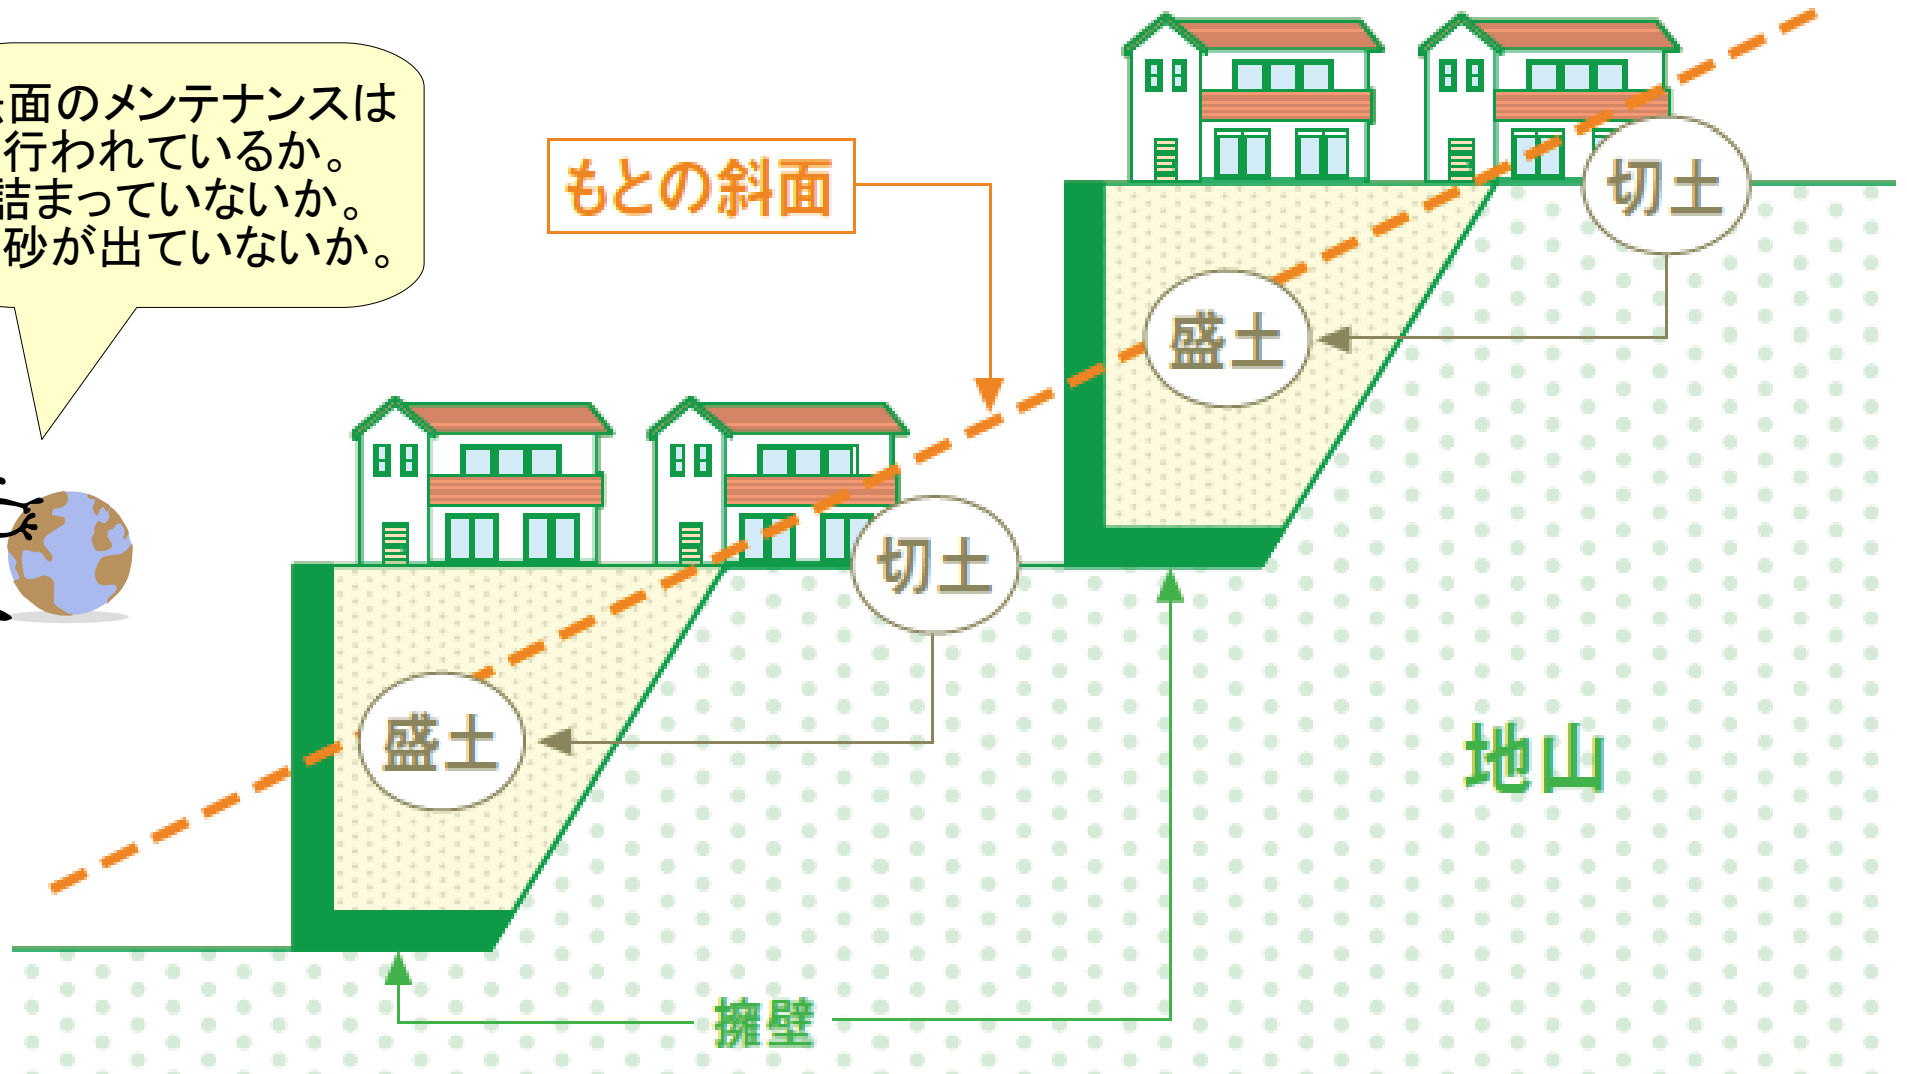 面のメンテナンスは
行われているか。
詰まっていないか。
砂が出ていないか。
もとの斜面
切土
盛土
切土
盛土
地山
擁壁